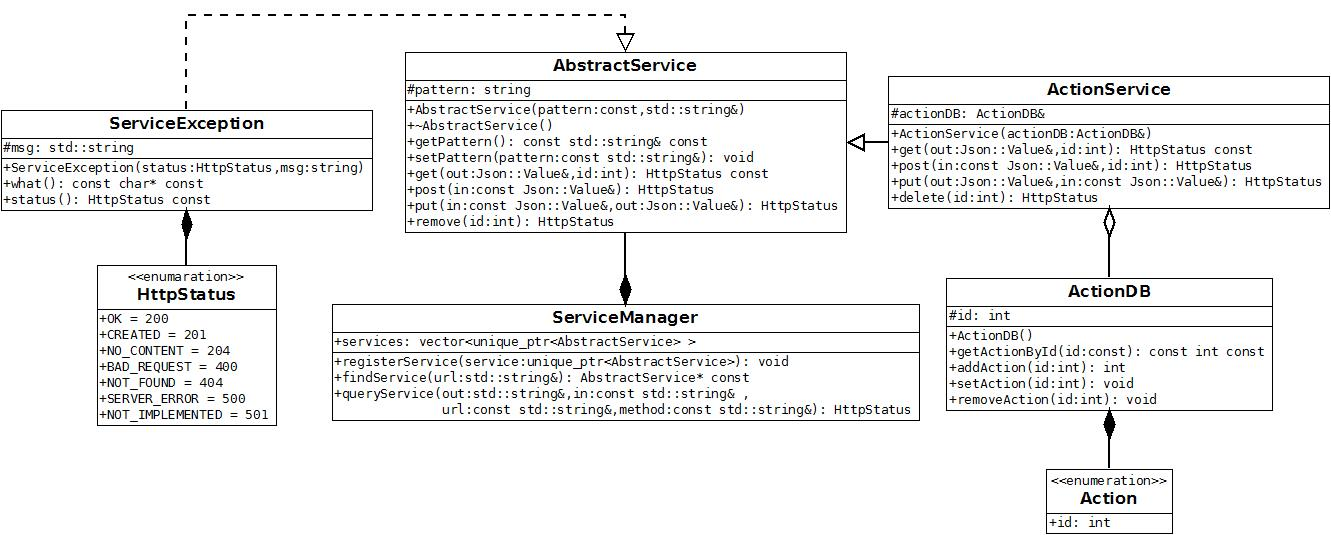 AbstractService
#pattern: string
+AbstractService(pattern:const,std::string&)
+~AbstractService()
+getPattern(): const std::string& const
+setPattern(pattern:const std::string&): void
+get(out:Json::Value&,id:int): HttpStatus const
+post(in:const Json::Value&): HttpStatus
+put(in:const Json::Value&,out:Json::Value&): HttpStatus
+remove(id:int): HttpStatus
ActionService
#actionDB: ActionDB&
+ActionService(actionDB:ActionDB&)
+get(out:Json::Value&,id:int): HttpStatus const
+post(in:const Json::Value&,id:int): HttpStatus
+put(out:Json::Value&,in:const Json::Value&): HttpStatus
+delete(id:int): HttpStatus
ServiceException
#msg: std::string
+ServiceException(status:HttpStatus,msg:string)
+what(): const char* const
+status(): HttpStatus const
<<enumaration>>
HttpStatus
+OK = 200
+CREATED = 201
+NO_CONTENT = 204
+BAD_REQUEST = 400
+NOT_FOUND = 404
+SERVER_ERROR = 500
+NOT_IMPLEMENTED = 501
ServiceManager
+services: vector<unique_ptr<AbstractService> >
+registerService(service:unique_ptr<AbstractService>): void
+findService(url:std::string&): AbstractService* const
+queryService(out:std::string&,in:const std::string& ,
url:const std::string&,method:const std::string&): HttpStatus
ActionDB
#id: int
+ActionDB()
+getActionById(id:const): const int const
+addAction(id:int): int
+setAction(id:int): void
+removeAction(id:int): void
<<enumeration>>
Action
+id: int